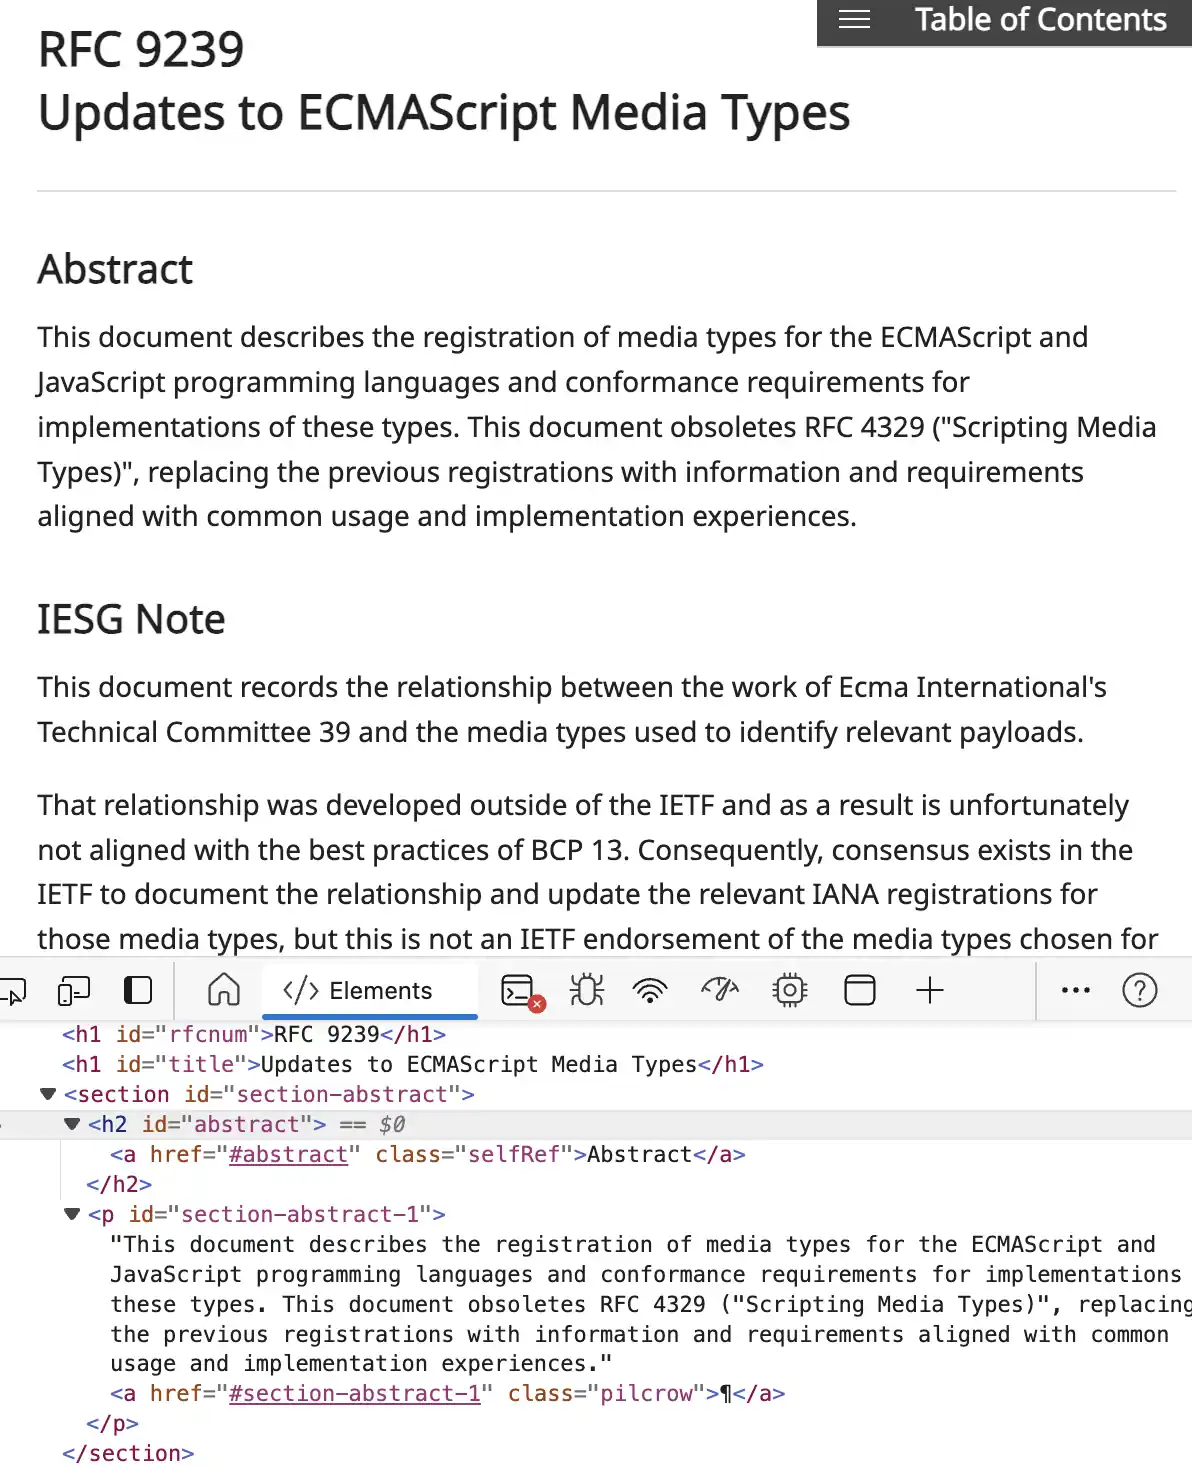 Table of Contents
RFC 9239
Updates to ECMAScript Media Types
Abstract
This document describes the registration of media types for the ECMAScript and
JavaScript programming languages and conformance requirements for
implementations of these types. This document obsoletes RFC 4329 ("Scripting Media
Types)", replacing the previous registrations with information and requirements
aligned with common usage and implementation experiences.
IESG Note
This document records the relationship between the work of Ecma International's
Technical Committee 39 and the media types used to identify relevant payloads.
That relationship was developed outside of the IETF and as a result is unfortunately
not aligned with the best practices of BCP 13. Consequently, consensus exists in the
IETF to document the relationship and update the relevant IANA registrations for
those media types, but this is not an IETF endorsement of the media types chosen for
</> Elements
<h1 id="rfcnum">RFC 9239</h1>
<h1 id="title">Updates to ECMAScript Media Types</h1>
<section id="section-abstract">
<h2 id="abstract"> == $0
<a href="#abstract" class="selfRef">Abstract</a>
</h2>
<p id="section-abstract-1">
"This document describes the registration of media types for the ECMAScript and
JavaScript programming languages and conformance requirements for implementations
these types. This document obsoletes RFC 4329 ("Scripting Media Types)", replacing
the previous registrations with information and requirements aligned with common
usage and implementation experiences."
<a href="#section-abstract-1" class="pilcrow">¶</a>
</p>
</section>